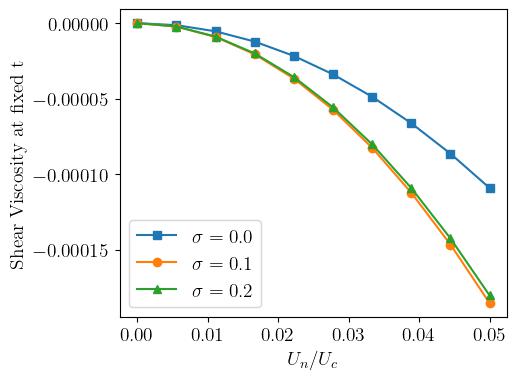 Shear Viscosity at fixed t
0.00000
−0.00005
−0.00010
−0.00015
σ = 0.0
σ = 0.1
σ = 0.2
0.00 0.01 0.02 0.03 0.04 0.05
Uₙ/U_c